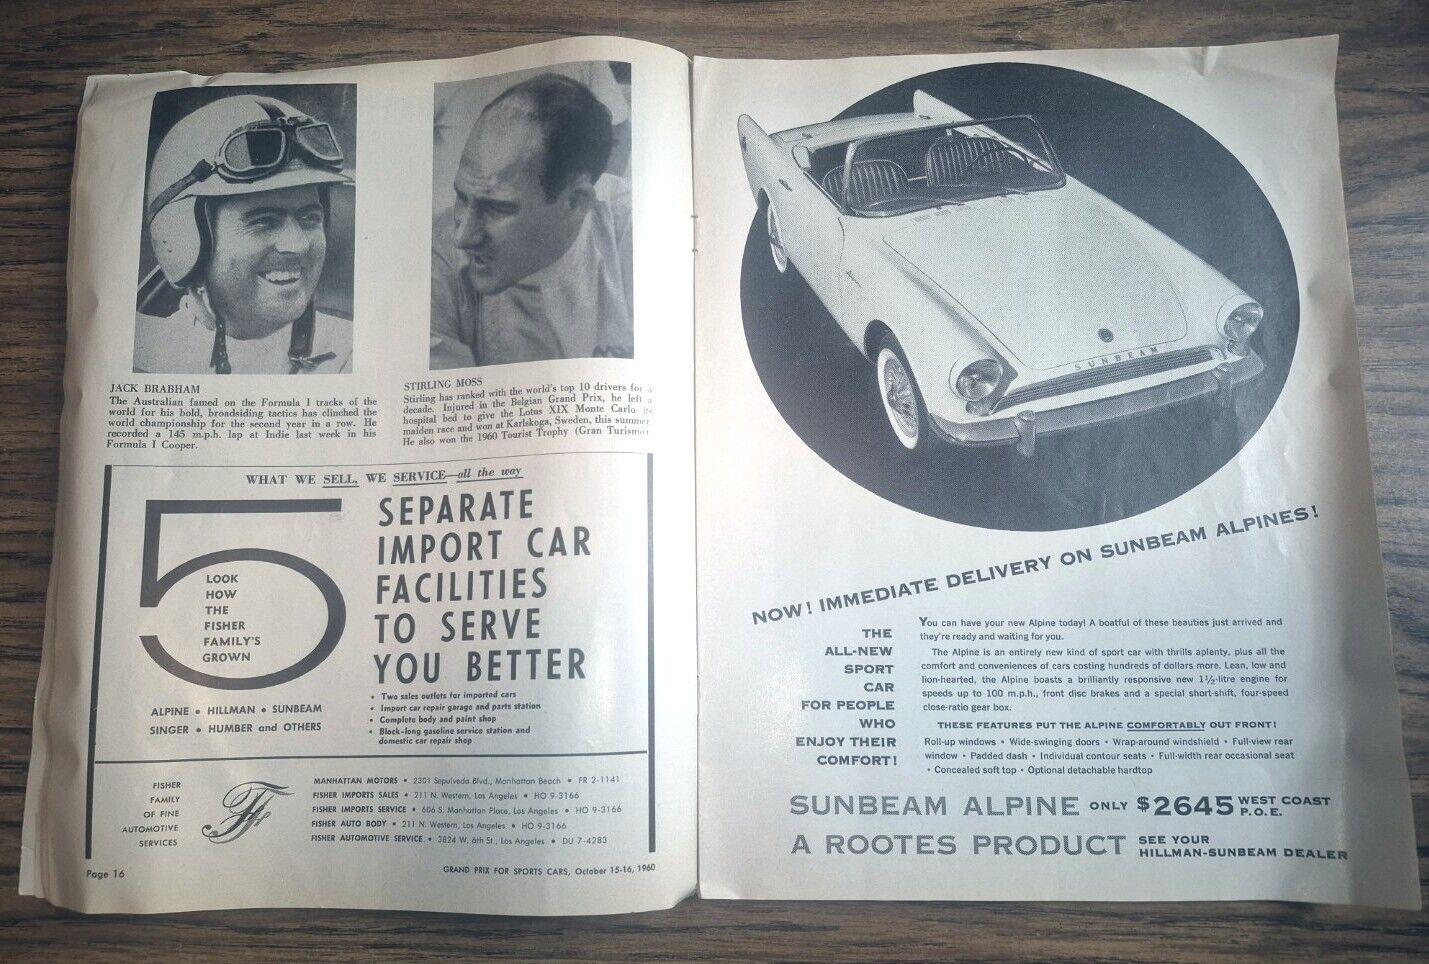 JACK BRABHAM
The Australian famed on the Formula I tracks of the
world for his bold, broadsiding tactics has clinched the
world championship for the second year in a row. He
recorded a 145 m.p.h. lap at Indie last week in his
Formula I Cooper.
STIRLING MOSS
Stirling has ranked with the world's top 10 drivers for a
decade. Injured in the Belgian Grand Prix, he left a
hospital bed to give the Lotus XIX Monte Carlo its
maiden race and won at Karlskoga, Sweden, this summer
He also won the 1960 Tourist Trophy (Gran Turismo)
WHAT WE SELL, WE SERVICE—all the way
5
LOOK
HOW
THE
FISHER
FAMILY'S
GROWN
SEPARATE
IMPORT CAR
FACILITIES
TO SERVE
YOU BETTER
• Two sales outlets for imported cars
• Import car repair garage and parts station
• Complete body and paint shop
• Block-long gasoline service station and
domestic car repair shop
ALPINE • HILLMAN • SUNBEAM
SINGER • HUMBER and OTHERS
FISHER
FAMILY
OF FINE
AUTOMOTIVE
SERVICES
MANHATTAN MOTORS • 2301 Sepulveda Blvd., Manhattan Beach • FR 2-1141
FISHER IMPORTS SALES • 211 N. Western, Los Angeles • HO 9-3166
FISHER IMPORTS SERVICE • 606 S. Manhattan Place, Los Angeles • HO 9-3166
FISHER AUTO BODY • 211 N. Western, Los Angeles • HO 9-3166
FISHER AUTOMOTIVE SERVICE • 3824 W. 6th St., Los Angeles • DU 7-4283
Page 16
GRAND PRIX FOR SPORTS CARS, October 15-16, 1960
Alpine
SUNBEAM
NOW! IMMEDIATE DELIVERY ON SUNBEAM ALPINES!
THE
ALL-NEW
SPORT
CAR
FOR PEOPLE
WHO
ENJOY THEIR
COMFORT!
You can have your new Alpine today! A boatful of these beauties just arrived and
they're ready and waiting for you.
The Alpine is an entirely new kind of sport car with thrills aplenty, plus all the
comfort and conveniences of cars costing hundreds of dollars more. Lean, low and
lion-hearted, the Alpine boasts a brilliantly responsive new 1½-litre engine for
speeds up to 100 m.p.h., front disc brakes and a special short-shift, four-speed
close-ratio gear box.
THESE FEATURES PUT THE ALPINE COMFORTABLY OUT FRONT!
Roll-up windows • Wide-swinging doors • Wrap-around windshield • Full-view rear
window • Padded dash • Individual contour seats • Full-width rear occasional seat
• Concealed soft top • Optional detachable hardtop
SUNBEAM ALPINE ONLY $2645 WEST COAST P.O.E.
A ROOTES PRODUCT SEE YOUR
HILLMAN-SUNBEAM DEALER